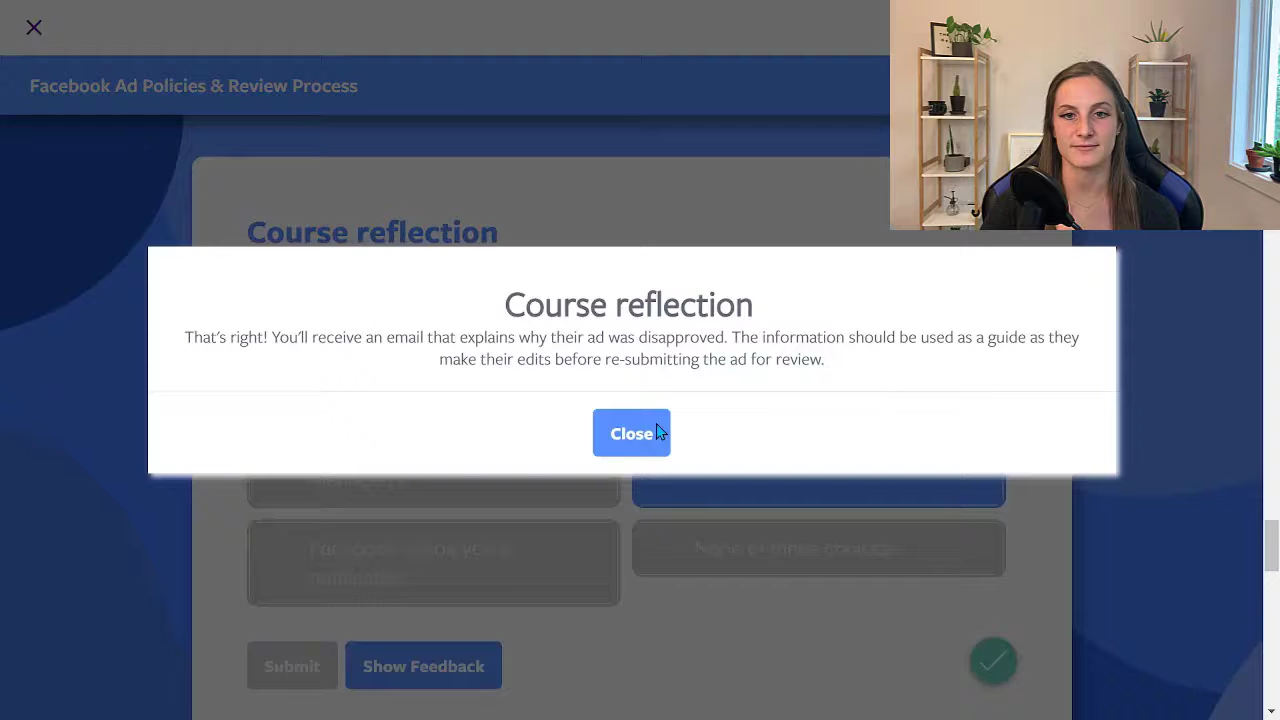 Facebook Ad Policies & Review Process
Course reflection
Course reflection
That's right! You'll receive an email that explains why their ad was disapproved. The information should be used as a guide as they
make their edits before re-submitting the ad for review.
Close
Submit
Show Feedback